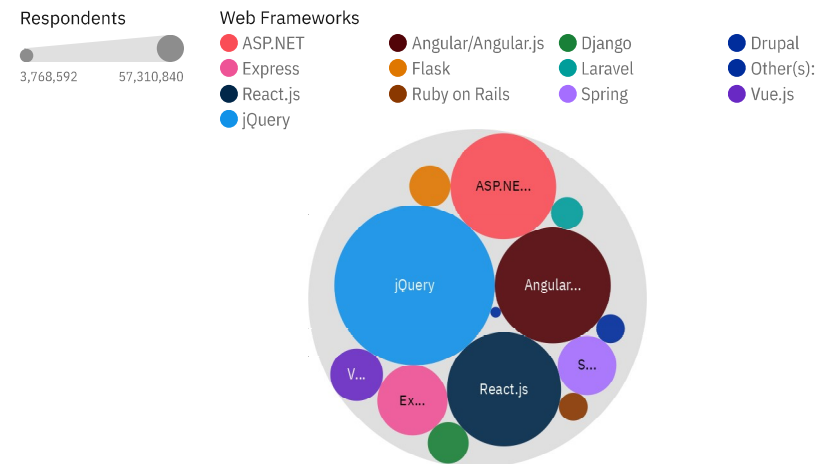 Respondents
3,768,592 57,310,840
Web Frameworks
ASP.NET Angular/Angular.js Django Drupal
Express Flask Laravel Other(s):
React.js Ruby on Rails Spring Vue.js
jQuery
ASP.NE...
jQuery
Angular...
S...
V...
React.js
Ex...